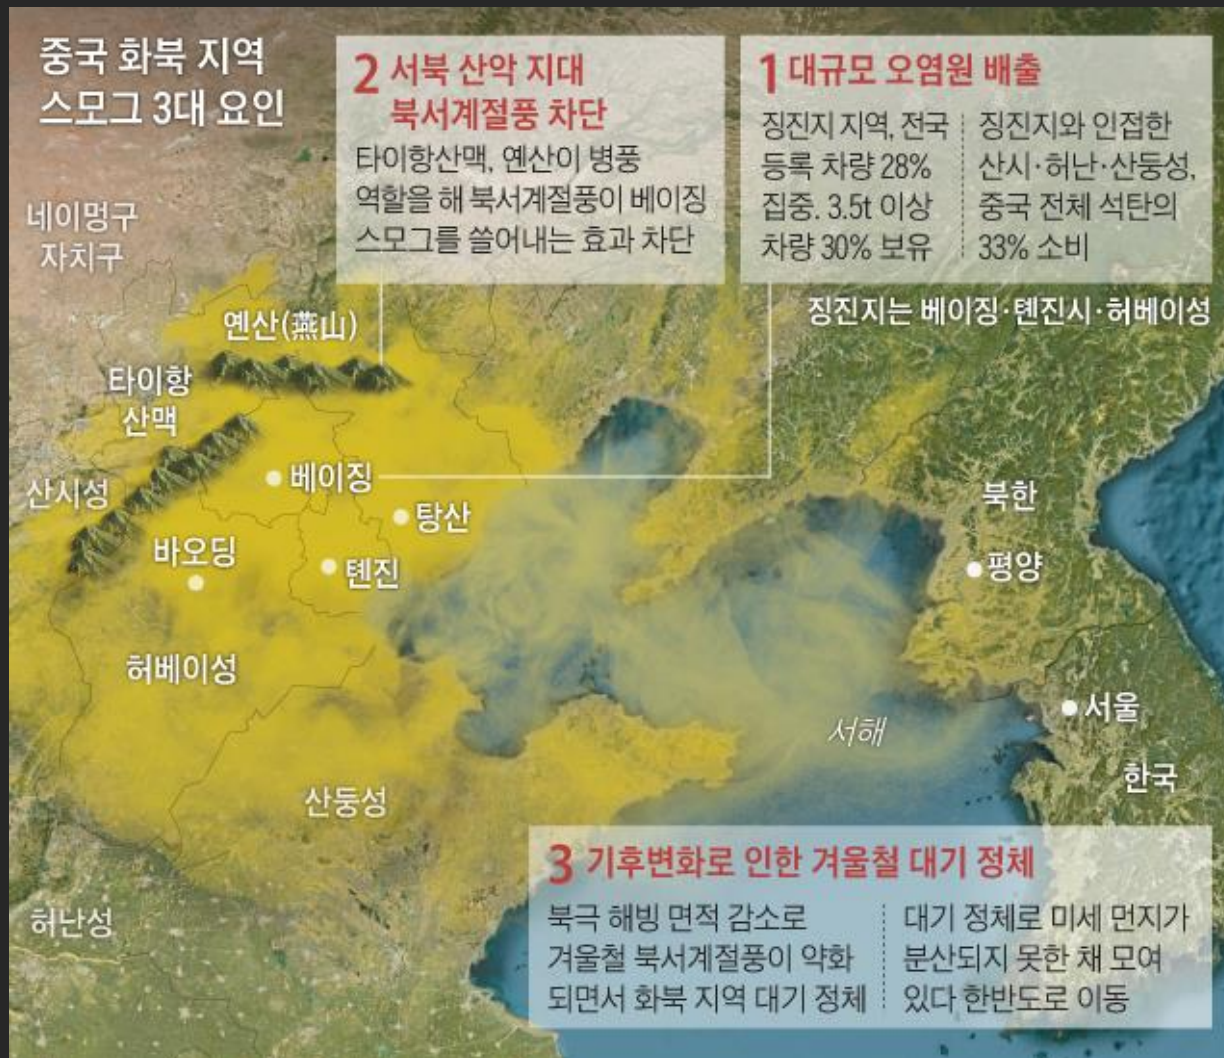 중국 화북 지역
스모그 3대 요인
2 서북 산악 지대
북서계절풍 차단
타이항산맥, 옌산이 병풍
역할을 해 북서계절풍이 베이징
스모그를 쓸어내는 효과 차단
1 대규모 오염원 배출
징진지 지역, 전국
등록 차량 28%
집중. 3.5t 이상
차량 30% 보유
징진지와 인접한
산시·허난·산둥성,
중국 전체 석탄의
33% 소비
징진지는 베이징·톈진시·허베이성
네이멍구
자치구
옌산(燕山)
타이항
산맥
산시성
베이징
탕산
바오딩
톈진
허베이성
산둥성
허난성
북한
평양
서울
서해
한국
3 기후변화로 인한 겨울철 대기 정체
북극 해빙 면적 감소로
겨울철 북서계절풍이 약화
되면서 화북 지역 대기 정체
대기 정체로 미세 먼지가
분산되지 못한 채 모여
있다 한반도로 이동